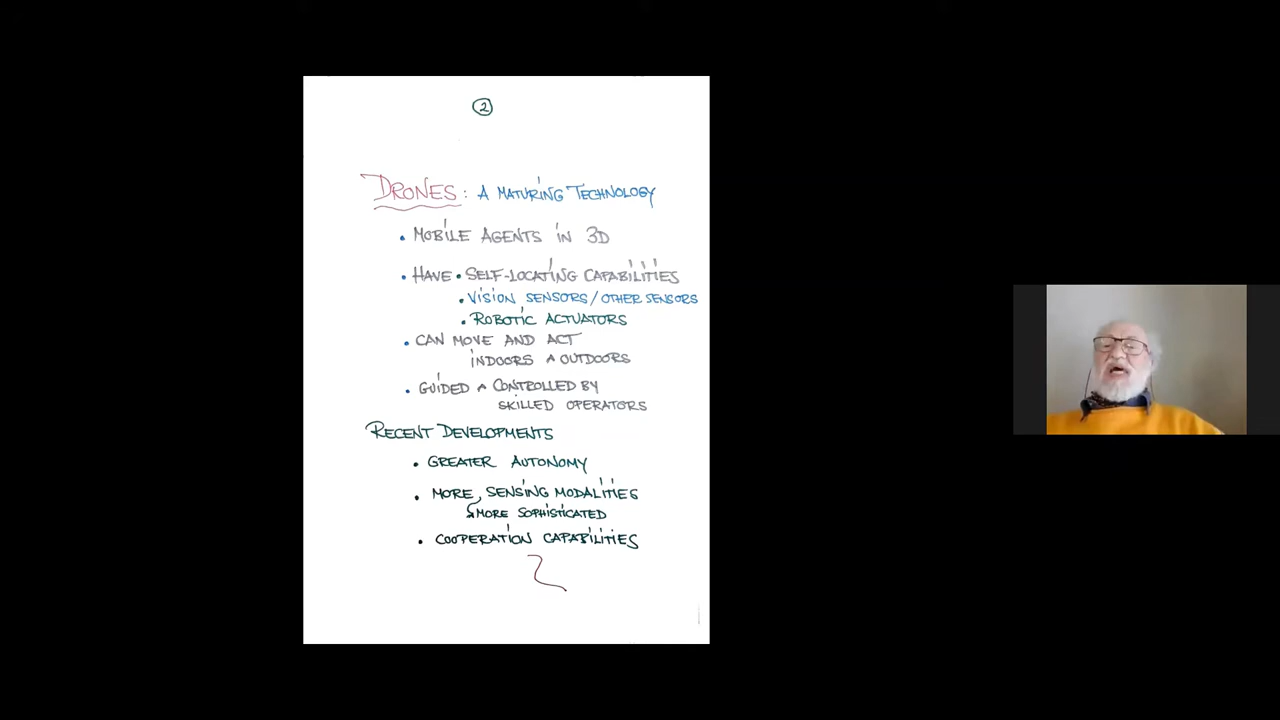 2
DRONES: A MATURING TECHNOLOGY
• MOBILE AGENTS IN 3D
• HAVE • SELF-LOCATING CAPABILITIES
• VISION SENSORS/OTHER SENSORS
• ROBOTIC ACTUATORS
• CAN MOVE AND ACT
INDOORS & OUTDOORS
• GUIDED & CONTROLLED BY
SKILLED OPERATORS
RECENT DEVELOPMENTS
• GREATER AUTONOMY
• MORE, SENSING MODALITIES
MORE SOPHISTICATED
• COOPERATION CAPABILITIES